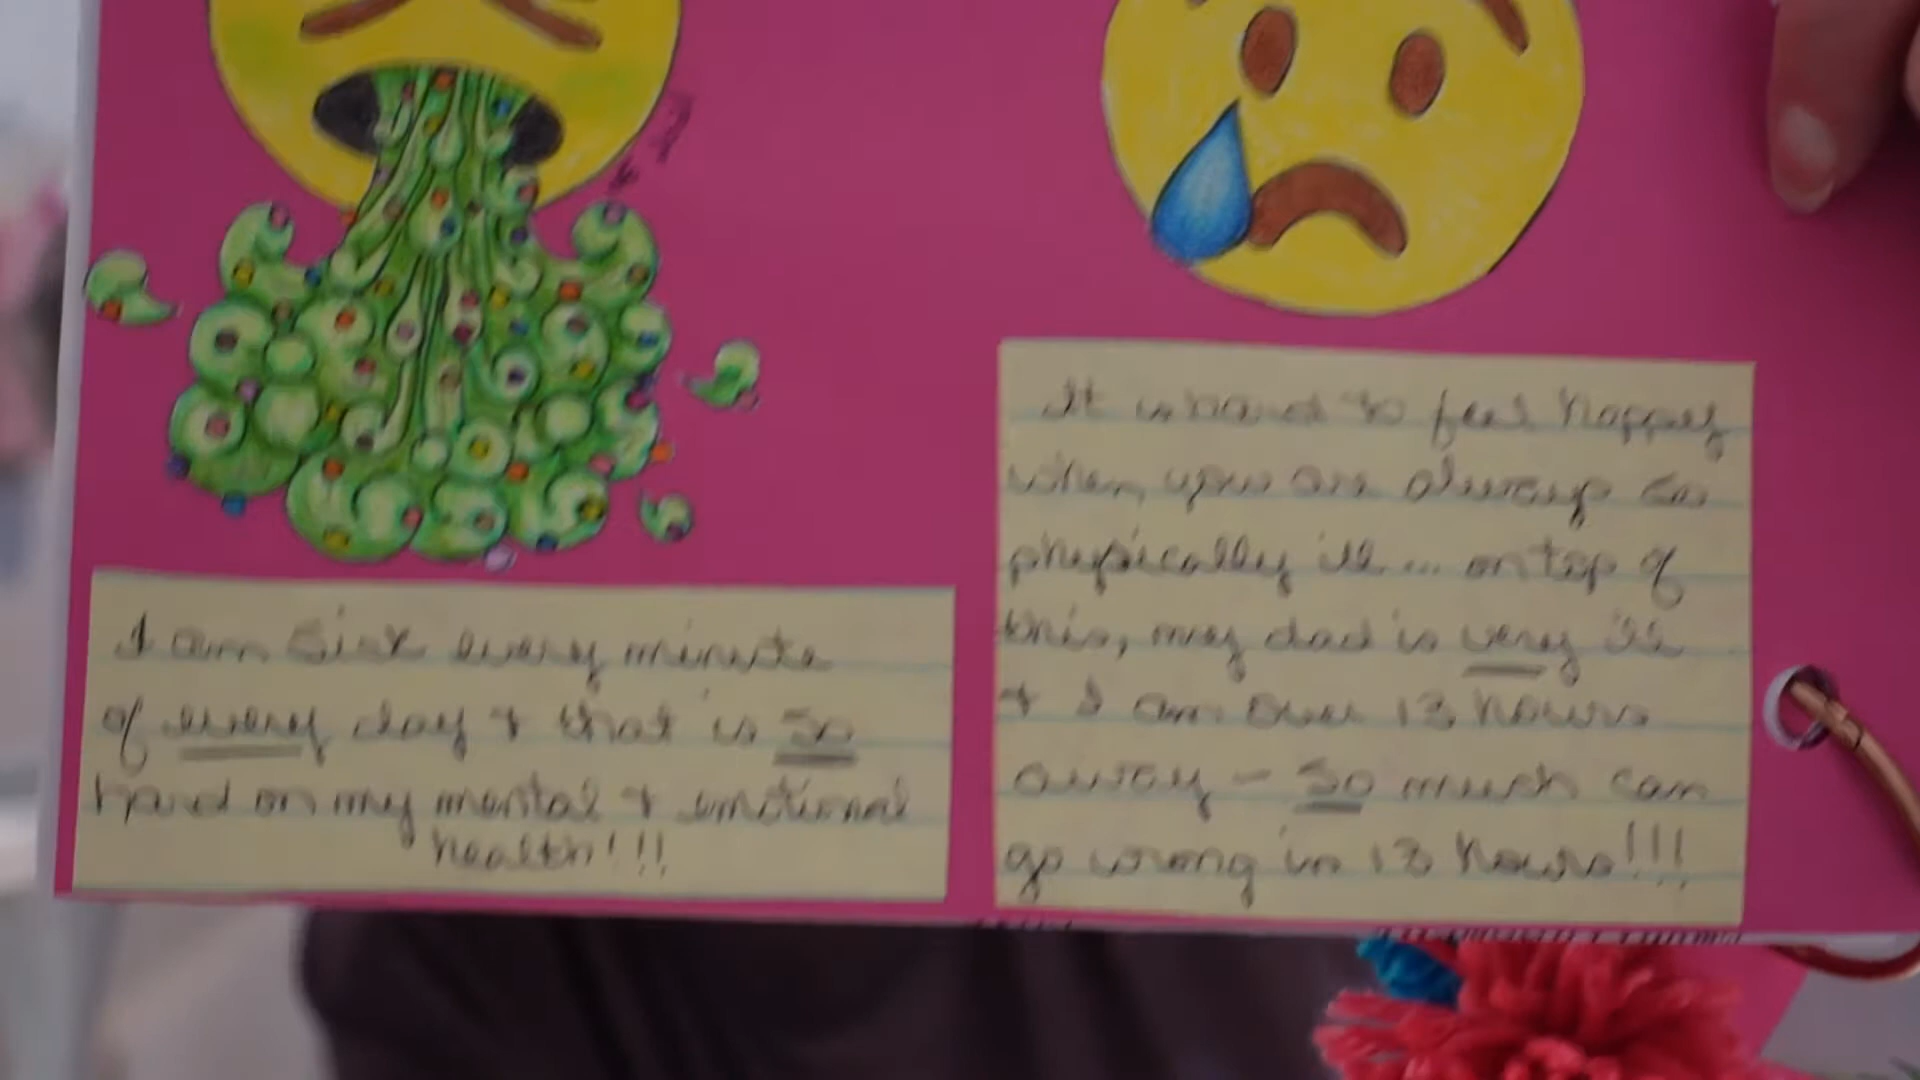 I am sick every minute
of every day + that is so
hard on my mental + emotional
health!!!
It is hard to feel happy
when you are always so
physically ill... on top of
this, my dad is very ill
+ I am over 13 hours
away - so much can
go wrong in 13 hours!!!